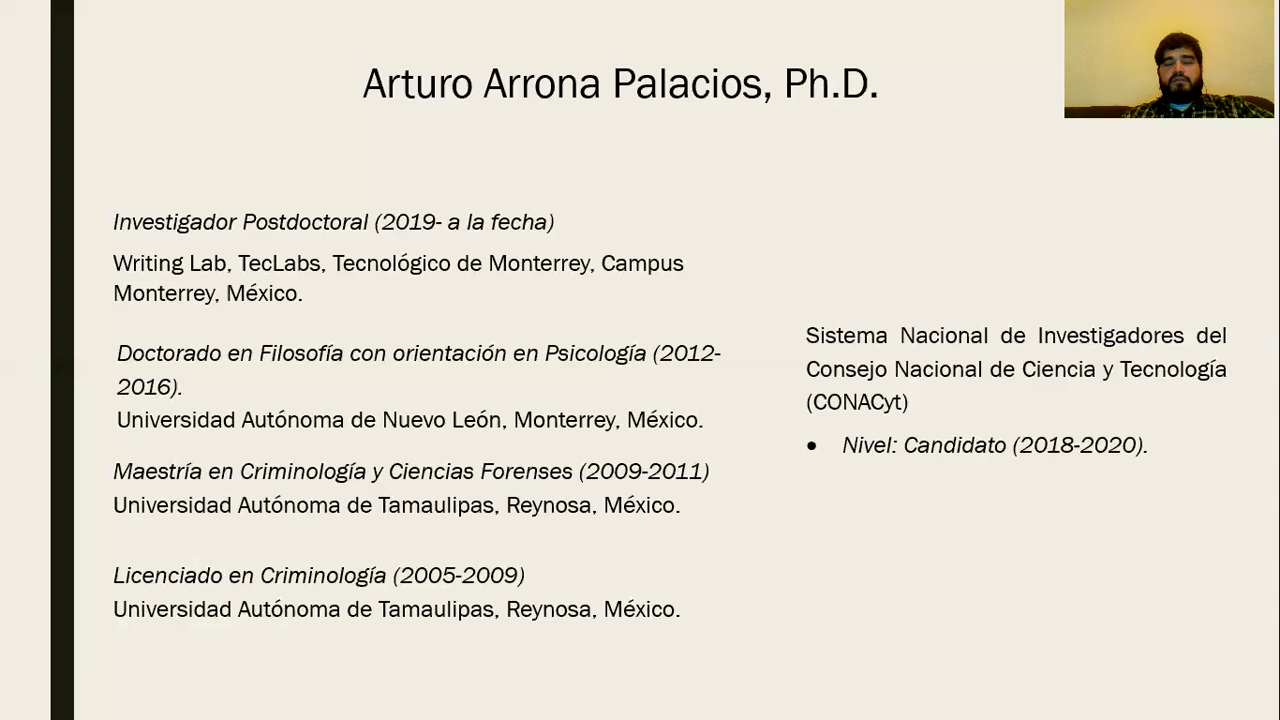 Arturo Arrona Palacios, Ph.D.
Investigador Postdoctoral (2019- a la fecha)
Writing Lab, TecLabs, Tecnológico de Monterrey, Campus
Monterrey, México.
Doctorado en Filosofía con orientación en Psicología (2012-
2016).
Universidad Autónoma de Nuevo León, Monterrey, México.
Maestría en Criminología y Ciencias Forenses (2009-2011)
Universidad Autónoma de Tamaulipas, Reynosa, México.
Licenciado en Criminología (2005-2009)
Universidad Autónoma de Tamaulipas, Reynosa, México.
Sistema Nacional de Investigadores del
Consejo Nacional de Ciencia y Tecnología
(CONACyt)
• Nivel: Candidato (2018-2020).